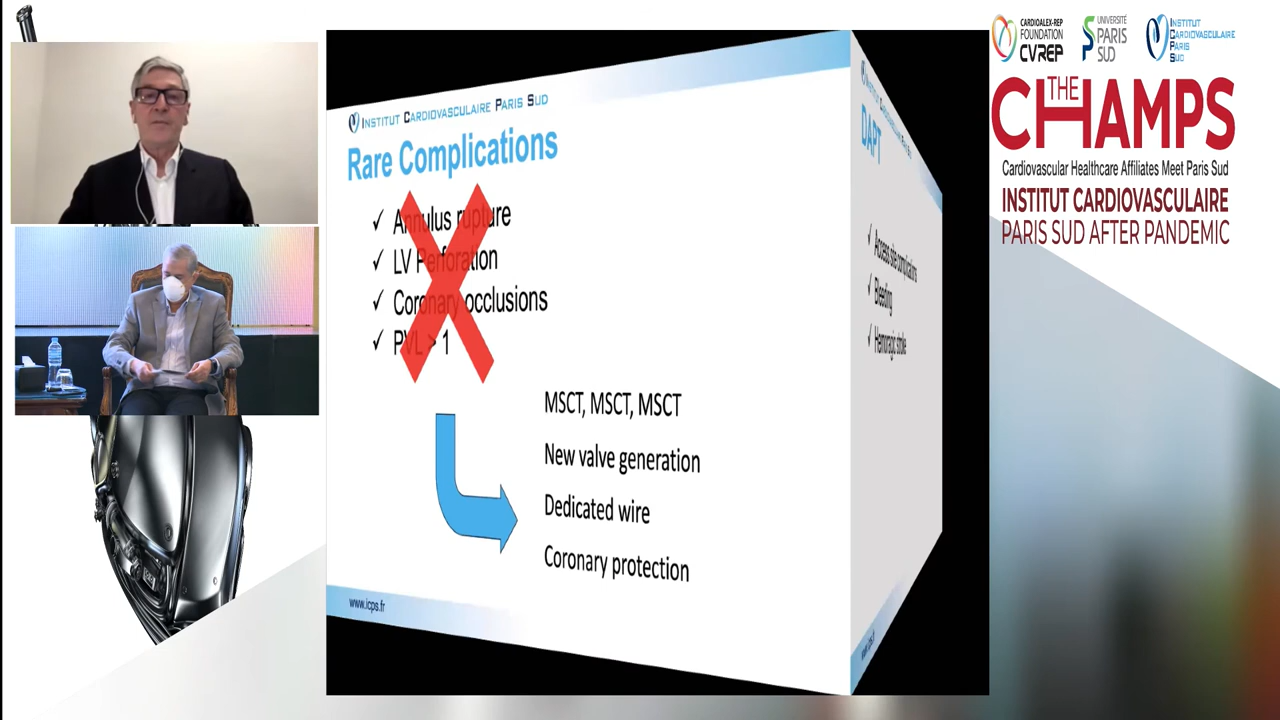 INSTITUT CARDIOVASCULAIRE PARIS SUD
Rare Complications
✓ Annulus rupture
✓ LV Perforation
✓ Coronary occlusions
✓ PVL > 1
MSCT, MSCT, MSCT
New valve generation
Dedicated wire
Coronary protection
www.icps.fr
DAPT
✓ Access site complications
✓ Bleeding
✓ Hemorragic stroke
CARDIOALEX-REP
FOUNDATION
CVREP
UNIVERSITÉ
PARIS
SUD
INSTITUT
CARDIOVASCULAIRE
PARIS
SUD
THE
CHAMPS
Cardiovascular Healthcare Affiliates Meet Paris Sud
INSTITUT CARDIOVASCULAIRE
PARIS SUD AFTER PANDEMIC